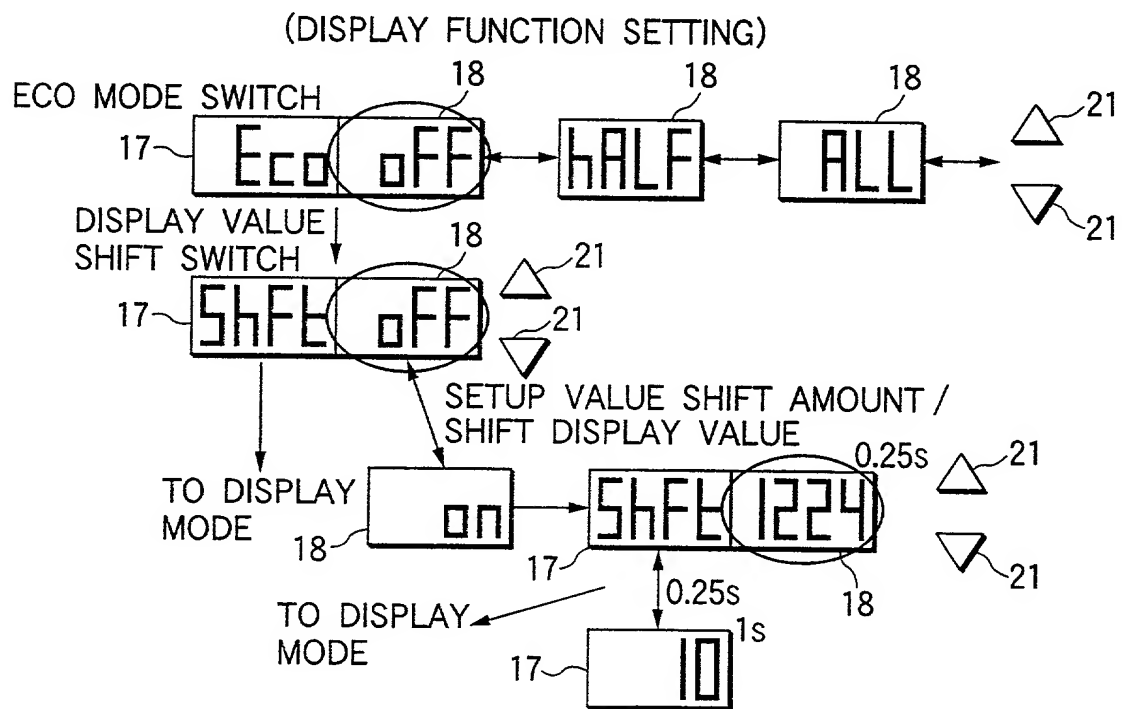 (DISPLAY FUNCTION SETTING)
ECO MODE SWITCH
18
18
18
21
17
Eco oFF
hALF
ALL
21
DISPLAY VALUE
SHIFT SWITCH
18
21
17
ShFt oFF
21
SETUP VALUE SHIFT AMOUNT /
SHIFT DISPLAY VALUE
0.25s
21
TO DISPLAY
MODE
18
on
ShFt 1224
17
18
21
0.25s
TO DISPLAY
MODE
1s
17
10